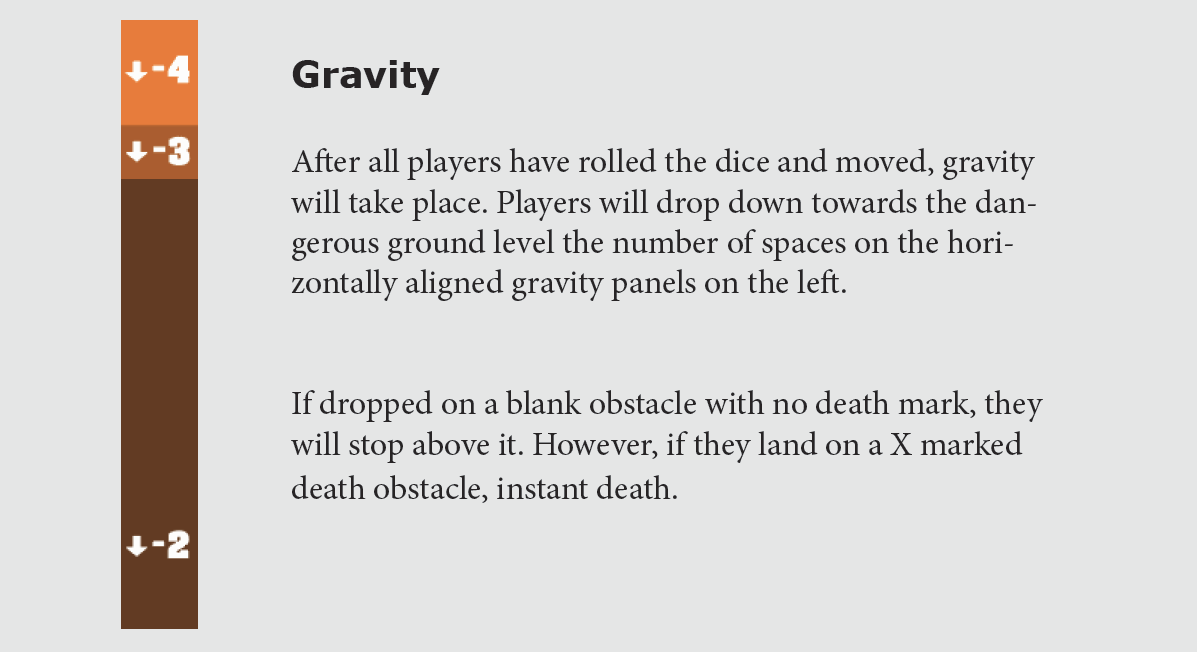 ↓-4
Gravity
↓-3
After all players have rolled the dice and moved, gravity
will take place. Players will drop down towards the dan-
gerous ground level the number of spaces on the hori-
zontally aligned gravity panels on the left.
If dropped on a blank obstacle with no death mark, they
will stop above it. However, if they land on a X marked
death obstacle, instant death.
↓-2